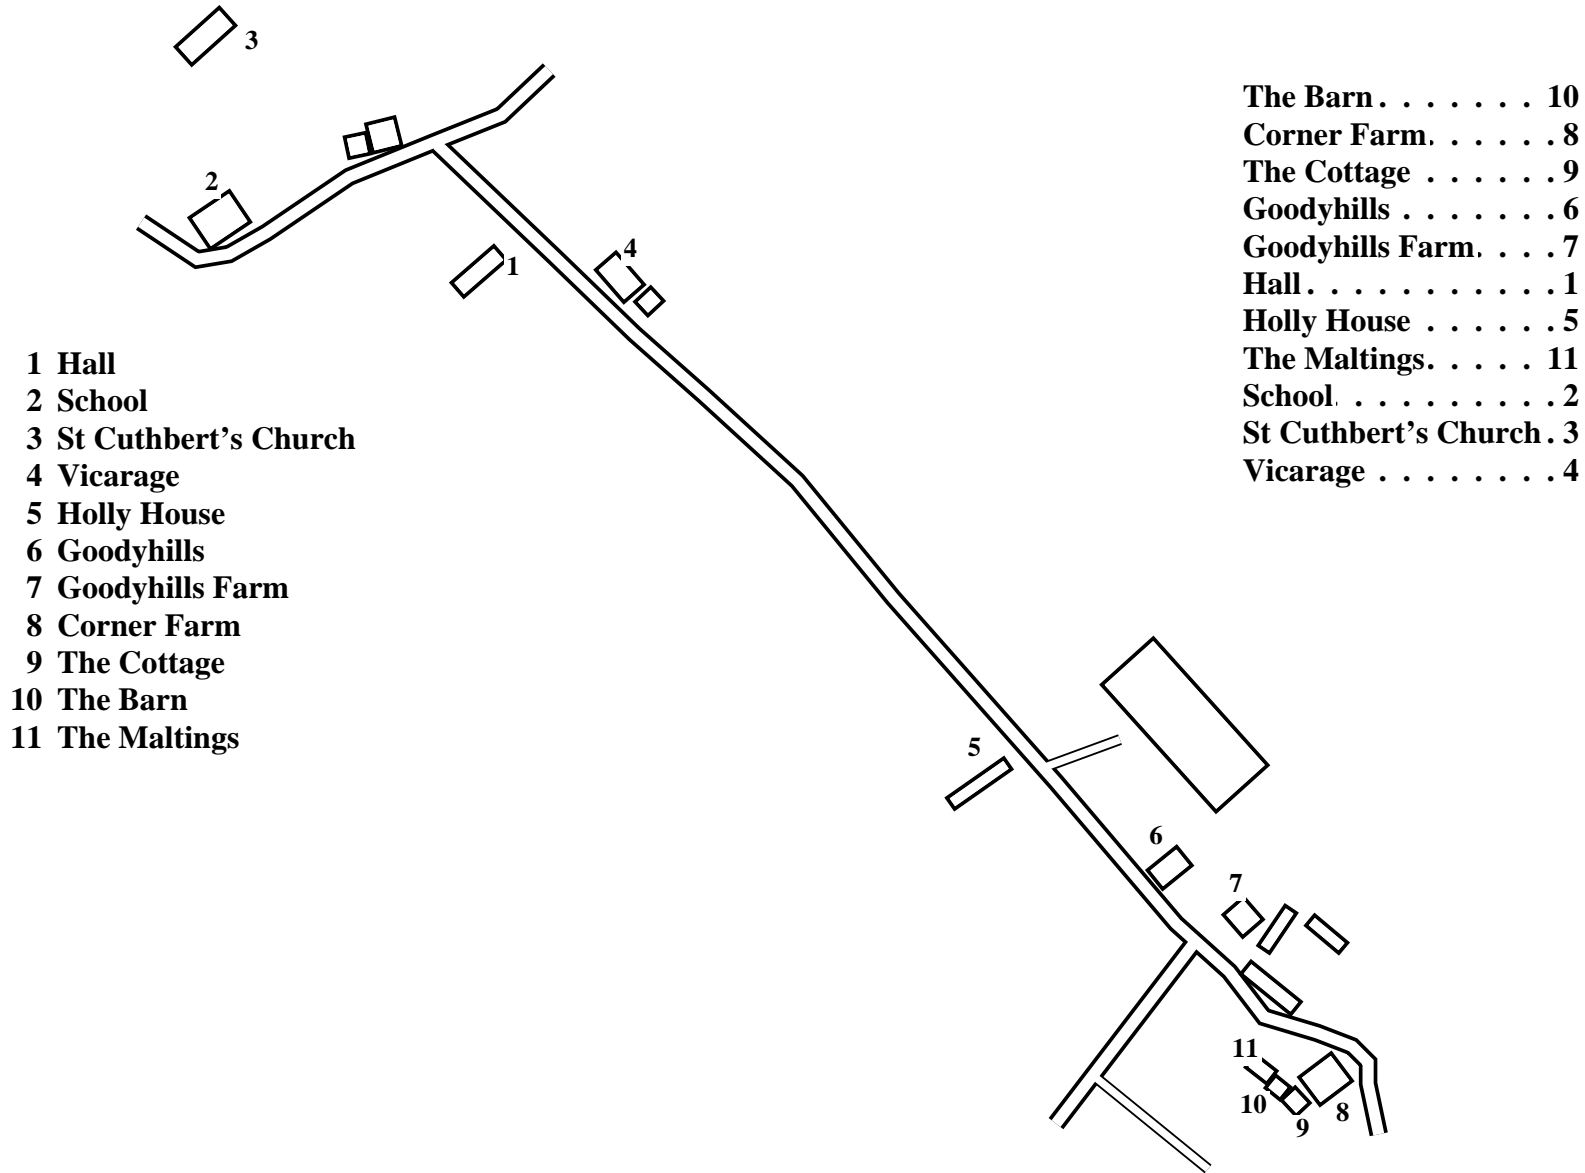 3
2
4
1
1 Hall
2 School
3 St Cuthbert’s Church
4 Vicarage
5 Holly House
6 Goodyhills
7 Goodyhills Farm
8 Corner Farm
9 The Cottage
10 The Barn
11 The Maltings
The Barn . . . . . . . 10
Corner Farm . . . . . . 8
The Cottage . . . . . . 9
Goodyhills . . . . . . . 6
Goodyhills Farm . . . . 7
Hall . . . . . . . . . . . 1
Holly House . . . . . . 5
The Maltings . . . . . 11
School . . . . . . . . . . 2
St Cuthbert’s Church . 3
Vicarage . . . . . . . . 4
5
6
7
11
10
9
8